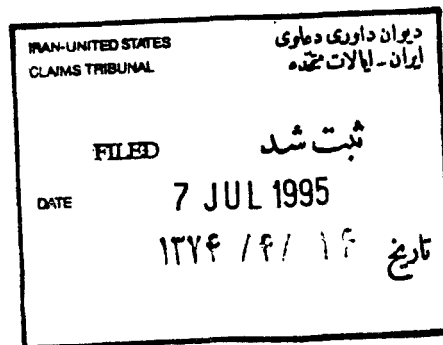 IRAN-UNITED STATES
CLAIMS TRIBUNAL
دیوان داوری دعاوی
ایران - ایالات متحده
FILED ثبت شد
DATE 7 JUL 1995
تاریخ ۱۳۷۴ / ۴ / ۱۶